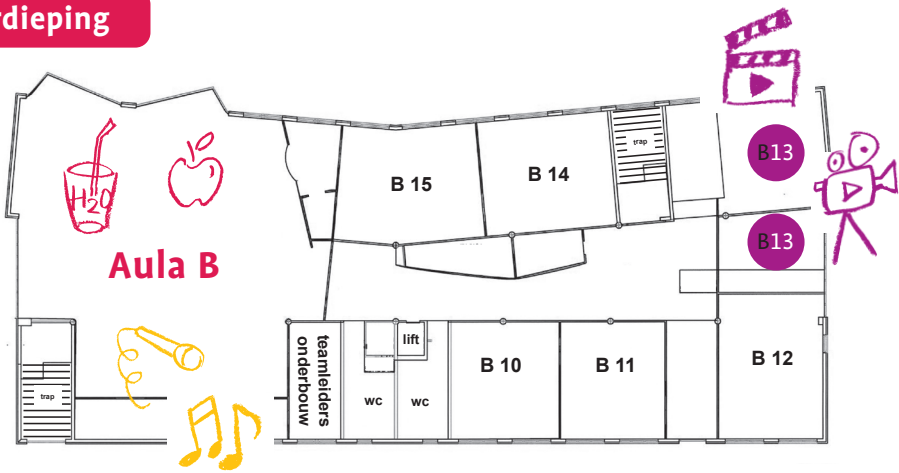 rdieping
B 15
B 14
trap
B13
H2O
B13
Aula B
teamleiders
onderbouw
lift
B 10
B 11
B 12
trap
wc
wc